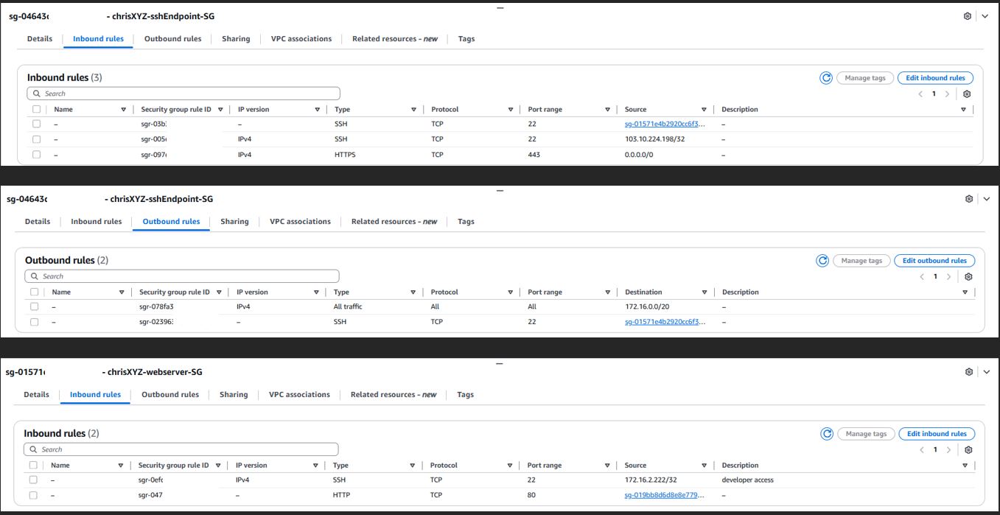 sg-04643c - chrisXYZ-sshEndpoint-SG
Details Inbound rules Outbound rules Sharing VPC associations Related resources - new Tags
Inbound rules (3) Manage tags Edit inbound rules
Search 1
Name Security group rule ID IP version Type Protocol Port range Source Description
– sgr-03b: – SSH TCP 22 sg-01571e4b2920cc6f3... –
– sgr-005 IPv4 SSH TCP 22 103.10.224.198/32 –
– sgr-097 IPv4 HTTPS TCP 443 0.0.0.0/0 –
sg-04643c - chrisXYZ-sshEndpoint-SG
Details Inbound rules Outbound rules Sharing VPC associations Related resources - new Tags
Outbound rules (2) Manage tags Edit outbound rules
Search 1
Name Security group rule ID IP version Type Protocol Port range Destination Description
– sgr-078fa3 IPv4 All traffic All All 172.16.0.0/20 –
– sgr-02396 – SSH TCP 22 sg-01571e4b2920cc6f3... –
sg-01571 - chrisXYZ-webserver-SG
Details Inbound rules Outbound rules Sharing VPC associations Related resources - new Tags
Inbound rules (2) Manage tags Edit inbound rules
Search 1
Name Security group rule ID IP version Type Protocol Port range Source Description
– sgr-0ef IPv4 SSH TCP 22 172.16.2.222/32 developer access
– sgr-047 – HTTP TCP 80 sg-019bb8d6d8e8e779... –